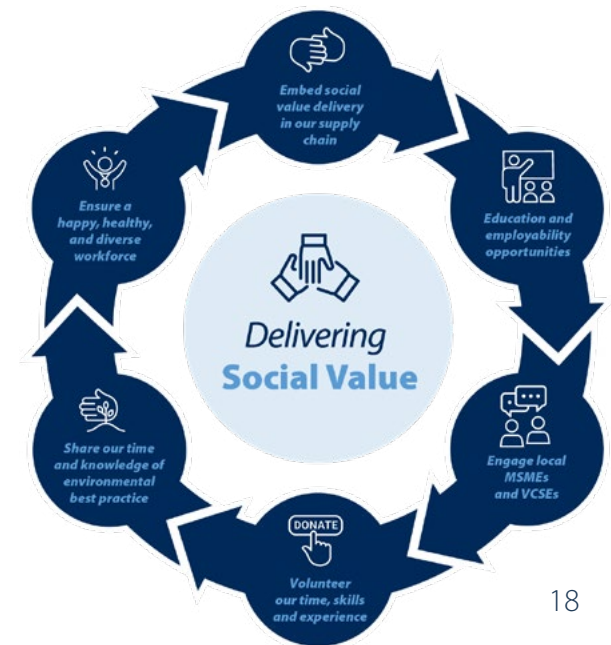 Embed social
value delivery
in our supply
chain
Education and
employability
opportunities
Engage local
MSMEs
and VCSEs
DONATE
Volunteer
our time, skills
and experience
Share our time
and knowledge of
environmental
best practice
Ensure a
happy, healthy,
and diverse
workforce
Delivering
Social Value
18